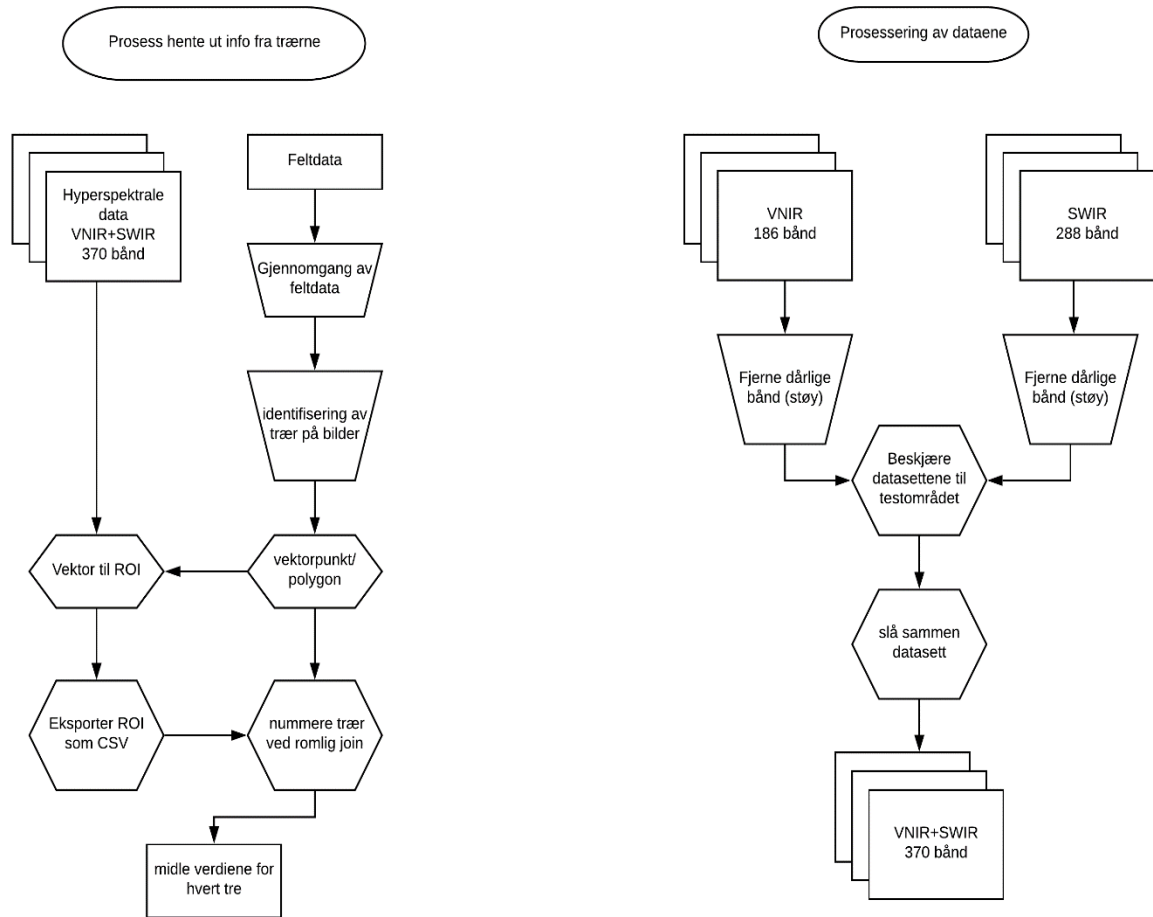 Prosess hente ut info fra trærne
Hyperspektrale
data
VNIR+SWIR
370 bånd
Feltdata
Gjennomgang av
feltdata
identifisering av
trær på bilder
Vektor til ROI
vektorpunkt/
polygon
Eksporter ROI
som CSV
nummere trær
ved romlig join
midle verdiene for
hvert tre
Prosessering av dataene
VNIR
186 bånd
SWIR
288 bånd
Fjerne dårlige
bånd (støy)
Fjerne dårlige
bånd (støy)
Beskjære
datasettene til
testområdet
slå sammen
datasett
VNIR+SWIR
370 bånd